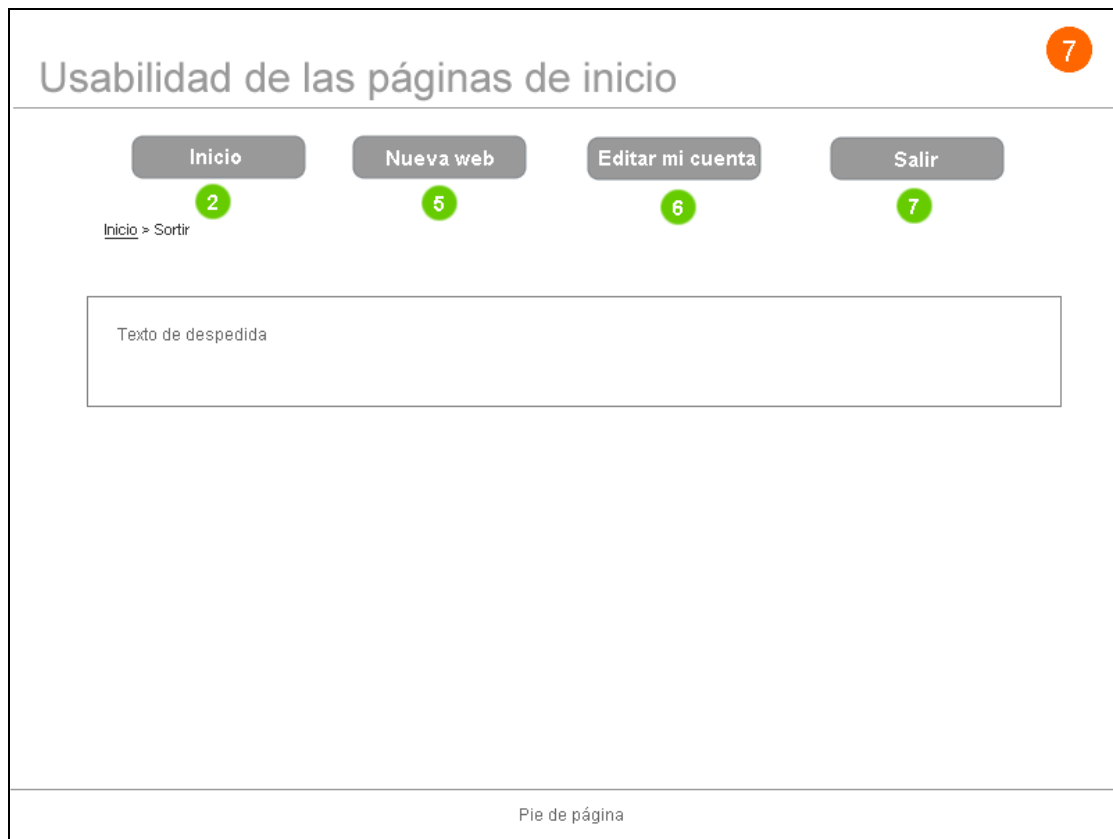 7
Usabilidad de las páginas de inicio
Inicio Nueva web Editar mi cuenta Salir
2 5 6 7
Inicio > Sortir
Texto de despedida
Pie de página